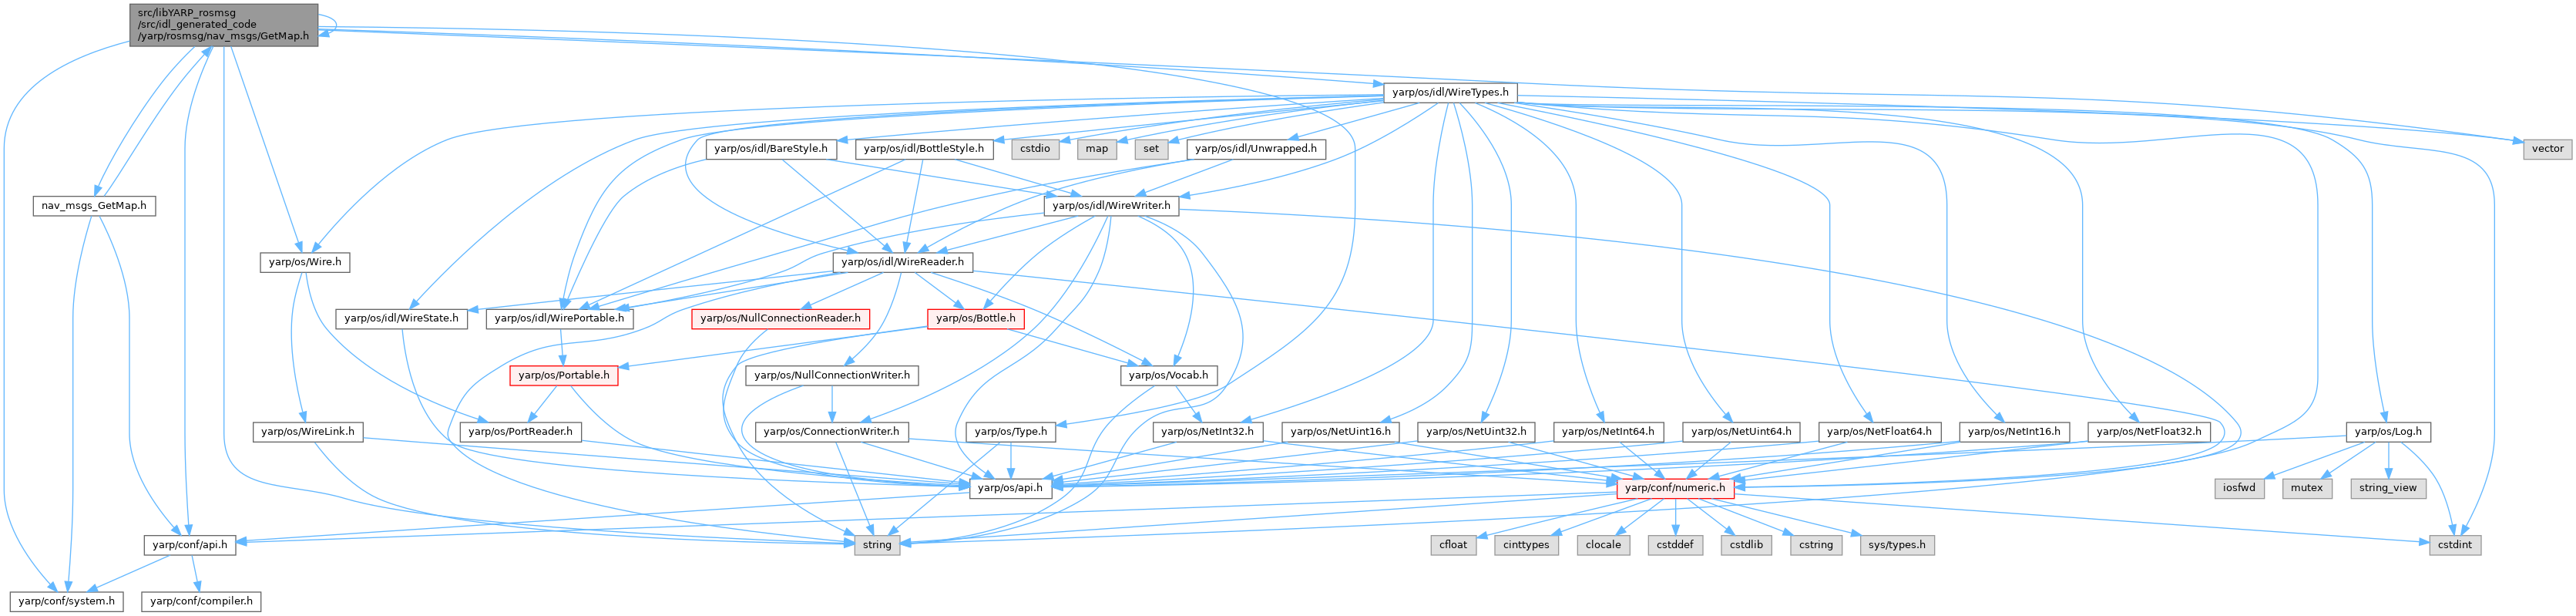 src/libYARP_rosmsg
/src/idl_generated_code
/yarp/rosmsg/nav_msgs/GetMap.h
yarp/os/idl/WireTypes.h
yarp/os/idl/BareStyle.h
yarp/os/idl/BottleStyle.h
cstdio
map
set
yarp/os/idl/Unwrapped.h
vector
nav_msgs_GetMap.h
yarp/os/idl/WireWriter.h
yarp/os/Wire.h
yarp/os/idl/WireReader.h
yarp/os/idl/WireState.h
yarp/os/idl/WirePortable.h
yarp/os/NullConnectionReader.h
yarp/os/Bottle.h
yarp/os/Portable.h
yarp/os/NullConnectionWriter.h
yarp/os/Vocab.h
yarp/os/WireLink.h
yarp/os/PortReader.h
yarp/os/ConnectionWriter.h
yarp/os/Type.h
yarp/os/NetInt32.h
yarp/os/NetUint16.h
yarp/os/NetUint32.h
yarp/os/NetInt64.h
yarp/os/NetUint64.h
yarp/os/NetFloat64.h
yarp/os/NetInt16.h
yarp/os/NetFloat32.h
yarp/os/Log.h
yarp/os/api.h
yarp/conf/numeric.h
iosfwd
mutex
string_view
yarp/conf/api.h
string
cfloat
cinttypes
clocale
cstddef
cstdlib
cstring
sys/types.h
cstdint
yarp/conf/system.h
yarp/conf/compiler.h